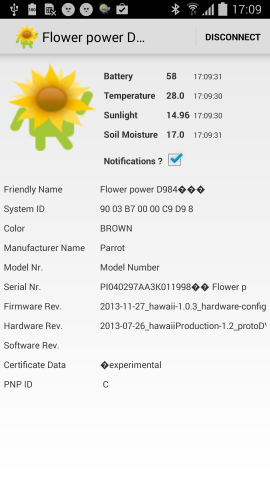 17:09
Flower power D... DISCONNECT
Battery 58 17:09:31
Temperature 28.0 17:09:30
Sunlight 14.96 17:09:30
Soil Moisture 17.0 17:09:31
Notifications ?
Friendly Name Flower power D984���
System ID 90 03 B7 00 00 C9 D9 8
Color BROWN
Manufacturer Name Parrot
Model Nr. Model Number
Serial Nr. PI040297AA3K011998�� Flower p
Firmware Rev. 2013-11-27_hawaii-1.0.3_hardware-config
Hardware Rev. 2013-07-26_hawaiiProduction-1.2_protoDV
Software Rev.
Certificate Data �experimental
PNP ID C